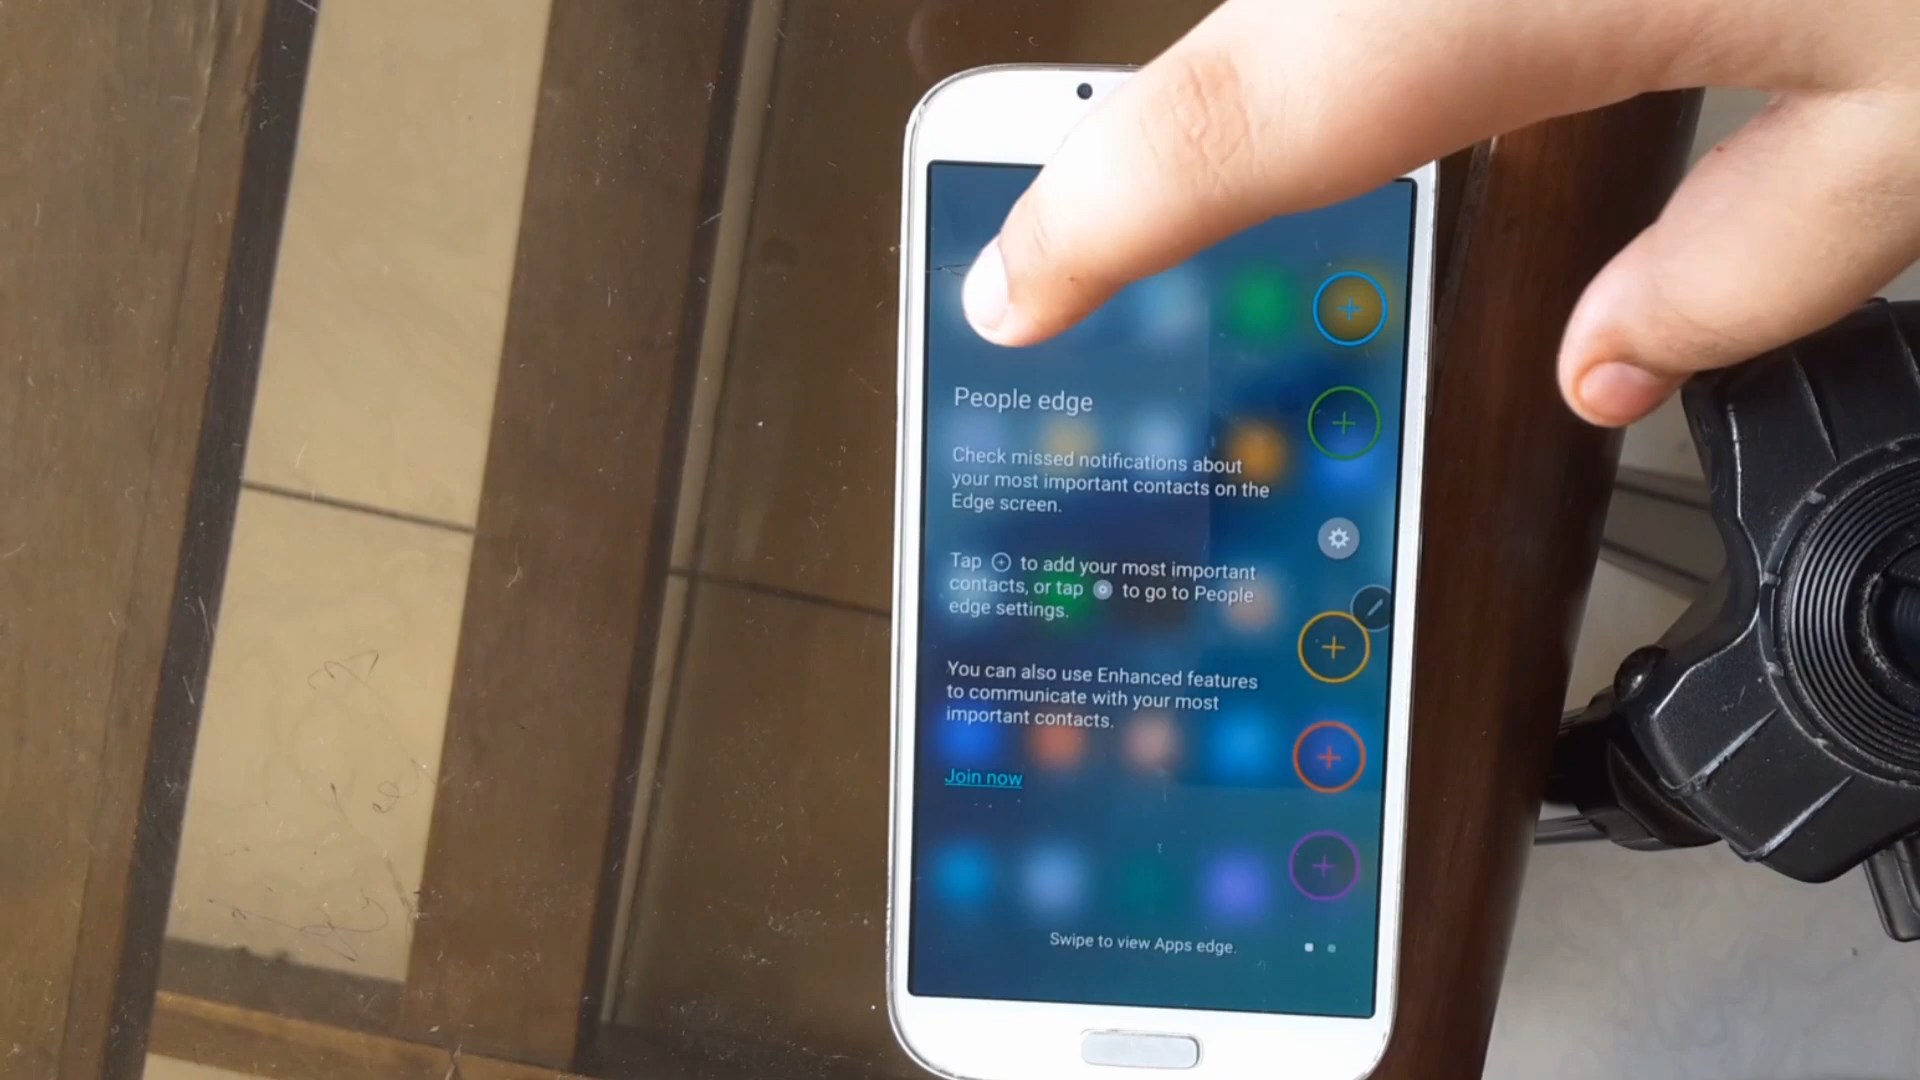 People edge
Check missed notifications about
your most important contacts on the
Edge screen.
Tap to add your most important
contacts, or tap to go to People
edge settings.
You can also use Enhanced features
to communicate with your most
important contacts.
Join now
Swipe to view Apps edge.